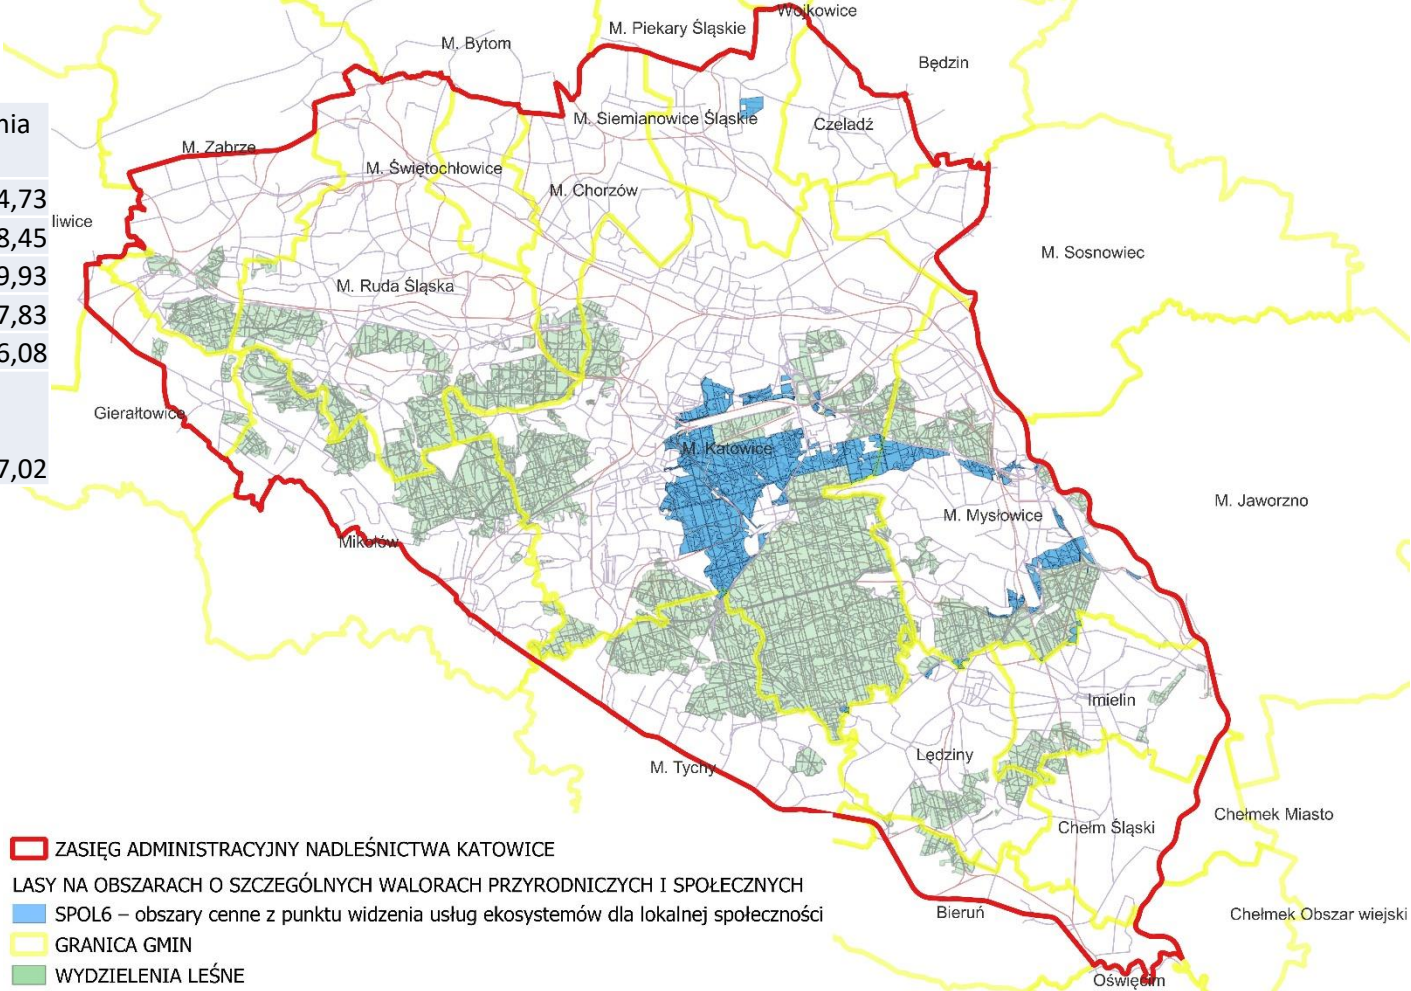 Wojkowice
M. Piekary Śląskie
M. Bytom
Będzin
nia
M. Siemianowice Śląskie
Czeladź
M. Zabrze
M. Świętochłowice
M. Chorzów
4,73
liwice
8,45
M. Sosnowiec
9,93
M. Ruda Śląska
7,83
6,08
Gierałtowice
M. Katowice
7,02
M. Jaworzno
M. Mysłowice
Mikołów
Imielin
Lędziny
M. Tychy
Chełmek Miasto
Chełm Śląski
ZASIĘG ADMINISTRACYJNY NADLEŚNICTWA KATOWICE
LASY NA OBSZARACH O SZCZEGÓLNYCH WALORACH PRZYRODNICZYCH I SPOŁECZNYCH
SPOL6 – obszary cenne z punktu widzenia usług ekosystemów dla lokalnej społeczności
Bieruń
Chełmek Obszar wiejski
GRANICA GMIN
WYDZIELENIA LEŚNE
Oświęcim